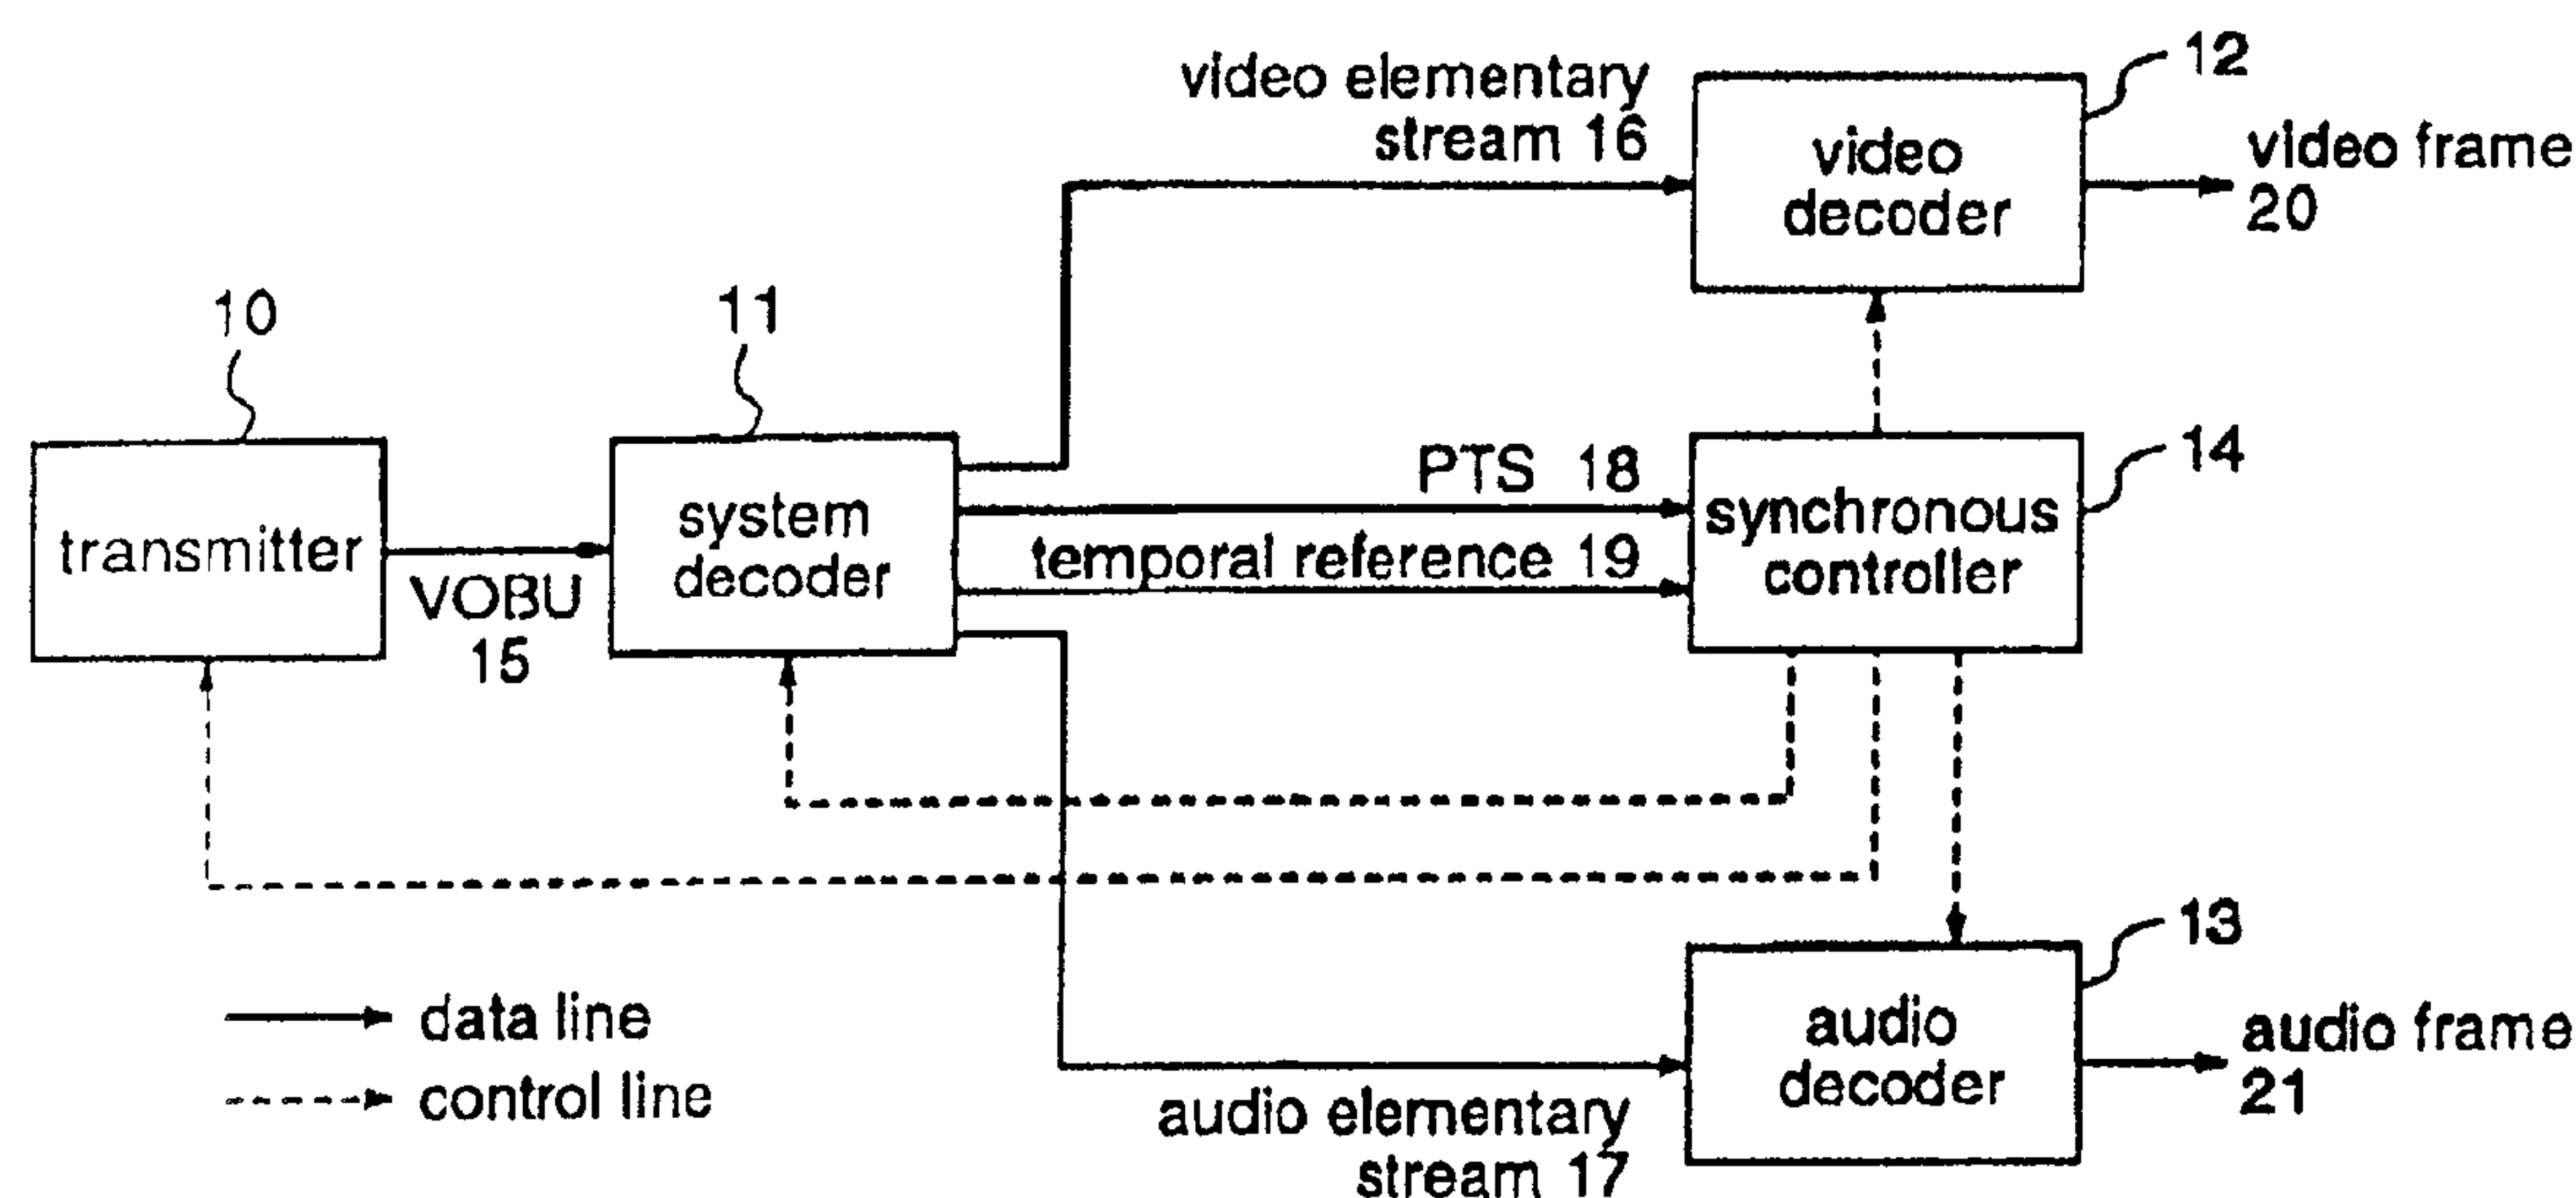 video elementary
stream 16
12
video
decoder
video frame
20
10
11
14
transmitter
VOBU
15
system
decoder
PTS 18
temporal reference 19
synchronous
controller
13
data line
control line
audio elementary
stream 17
audio
decoder
audio frame
21